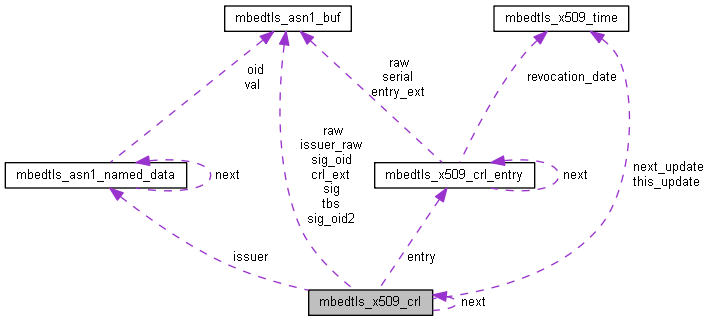 mbedtls_asn1_buf
mbedtls_x509_time
oid
val
raw
serial
entry_ext
revocation_date
raw
issuer_raw
sig_oid
crl_ext
sig
tbs
sig_oid2
mbedtls_asn1_named_data
next
mbedtls_x509_crl_entry
next
next_update
this_update
issuer
entry
mbedtls_x509_crl
next